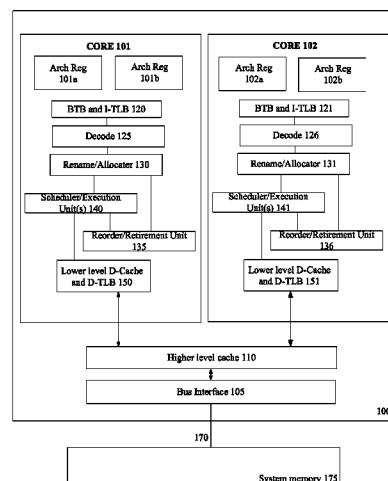 CORE 101
Arch Reg
101a
Arch Reg
101b
BTB and I-TLB 120
Decode 125
Rename/Allocater 130
Scheduler/Execution
Unit(s) 140
Reorder/Retirement Unit
135
Lower level D-Cache
and D-TLB 150
CORE 102
Arch Reg
102a
Arch Reg
102b
BTB and I-TLB 121
Decode 126
Rename/Allocater 131
Scheduler/Execution
Unit(s) 141
Reorder/Retirement Unit
136
Lower level D-Cache
and D-TLB 151
Higher level cache 110
Bus Interface 105
100
170
System memory 175